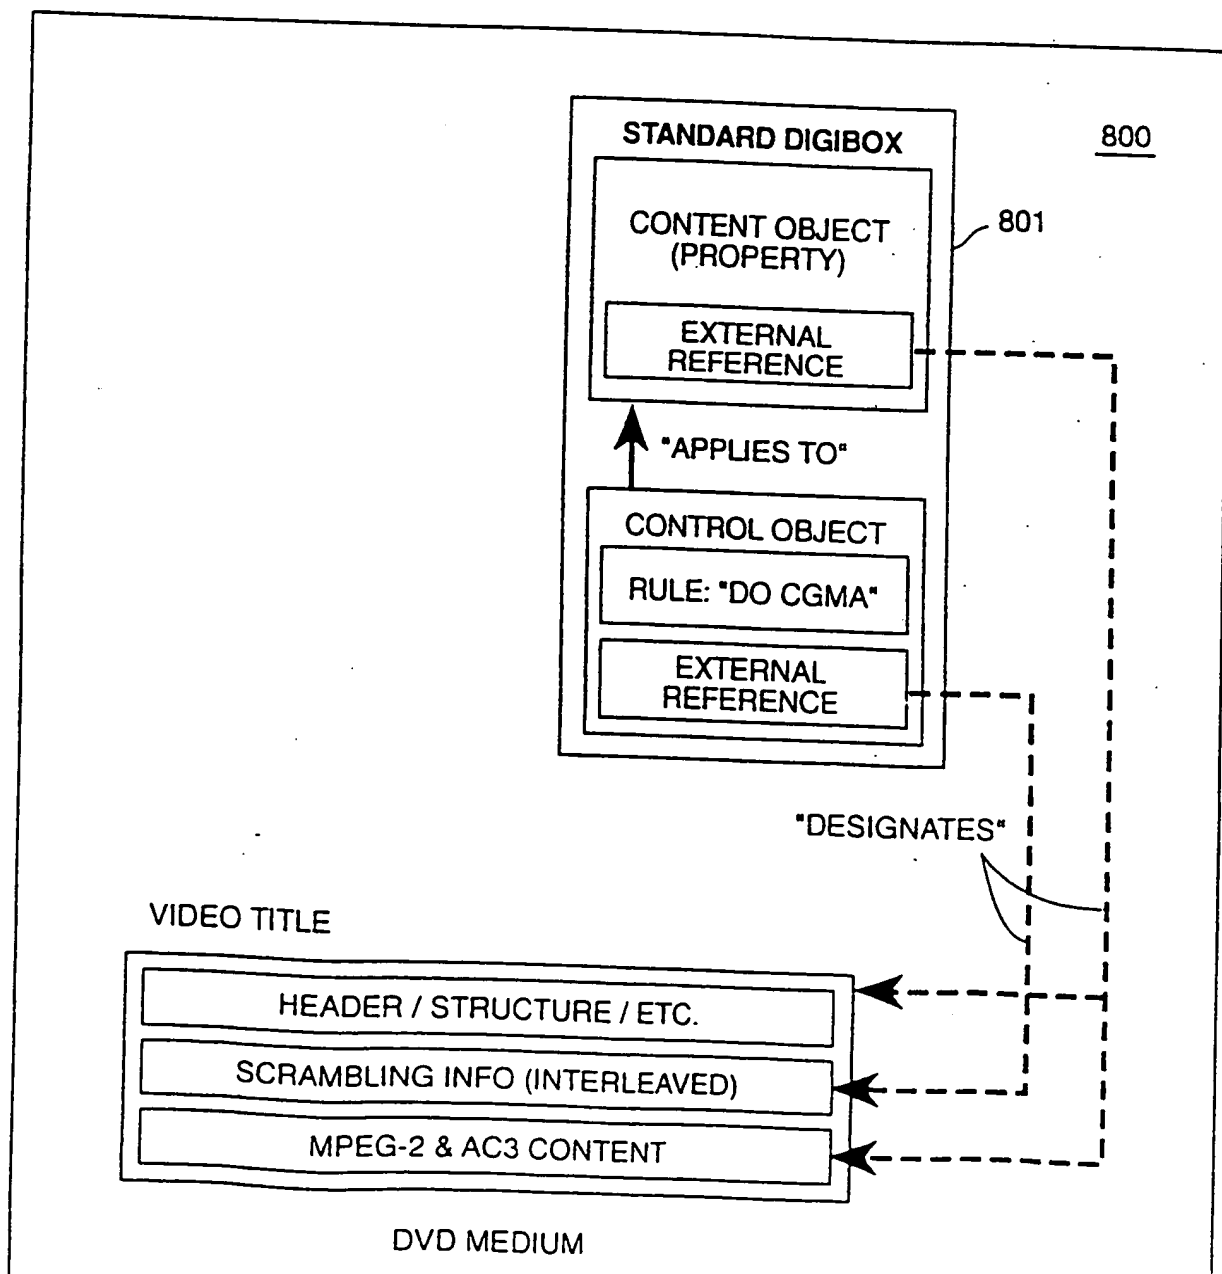 STANDARD DIGIBOX
800
CONTENT OBJECT
(PROPERTY)
801
EXTERNAL
REFERENCE
"APPLIES TO"
CONTROL OBJECT
RULE: "DO CGMA"
EXTERNAL
REFERENCE
"DESIGNATES"
VIDEO TITLE
HEADER / STRUCTURE / ETC.
SCRAMBLING INFO (INTERLEAVED)
MPEG-2 & AC3 CONTENT
DVD MEDIUM